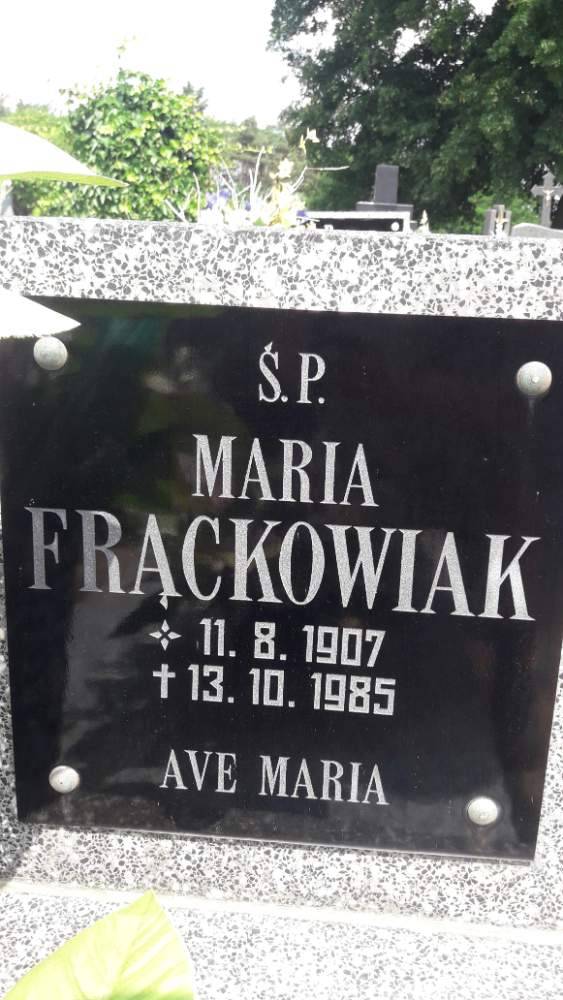 Ś.P.
MARIA
FRĄCKOWIAK
11. 8. 1907
† 13. 10. 1985
AVE MARIA